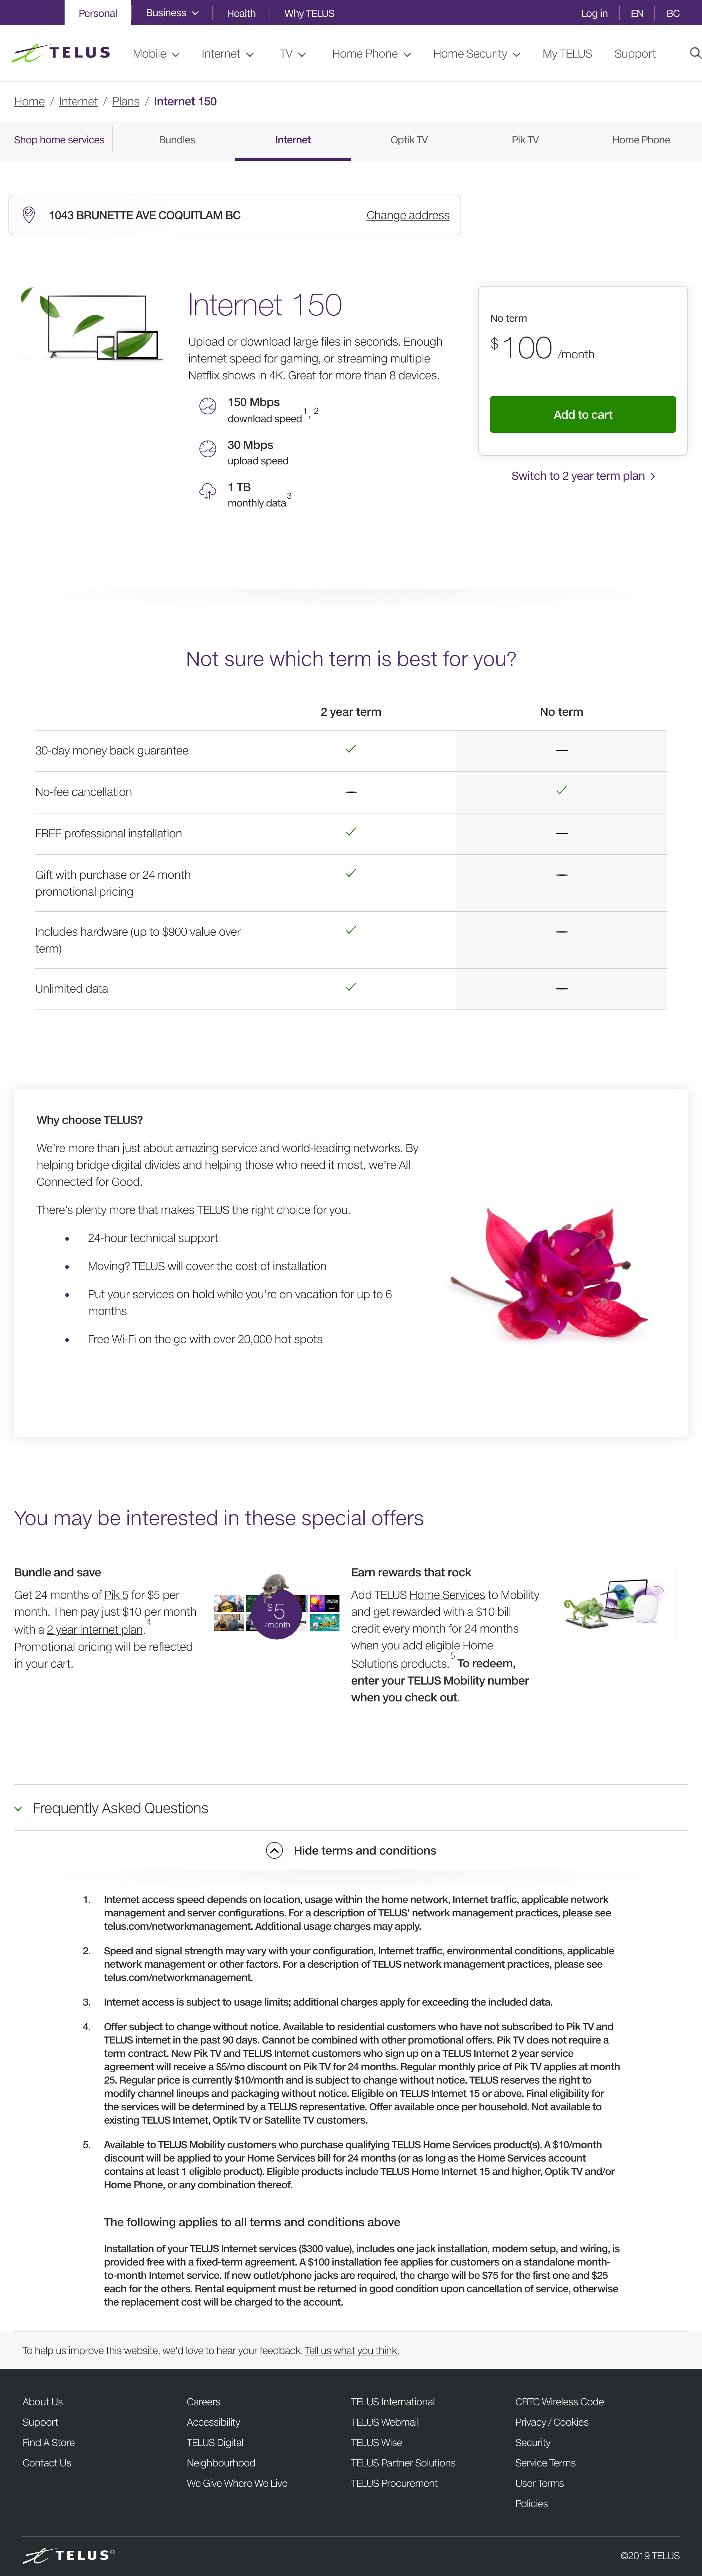 Personal
Business
Health
Why TELUS
Log in
EN
BC
TELUS
Mobile
Internet
TV
Home Phone
Home Security
My TELUS
Support
Home / Internet / Plans / Internet 150
Shop home services
Bundles
Internet
Optik TV
Pik TV
Home Phone
1043 BRUNETTE AVE COQUITLAM BC
Change address
Internet 150
Upload or download large files in seconds. Enough
internet speed for gaming, or streaming multiple
Netflix shows in 4K. Great for more than 8 devices.
150 Mbps
download speed 1, 2
30 Mbps
upload speed
1 TB
monthly data 3
No term
$100 /month
Add to cart
Switch to 2 year term plan
Not sure which term is best for you?
2 year term
No term
30-day money back guarantee
No-fee cancellation
FREE professional installation
Gift with purchase or 24 month
promotional pricing
Includes hardware (up to $900 value over
term)
Unlimited data
Why choose TELUS?
We're more than just about amazing service and world-leading networks. By
helping bridge digital divides and helping those who need it most, we're All
Connected for Good.
There's plenty more that makes TELUS the right choice for you.
• 24-hour technical support
• Moving? TELUS will cover the cost of installation
• Put your services on hold while you're on vacation for up to 6
months
• Free Wi-Fi on the go with over 20,000 hot spots
You may be interested in these special offers
Bundle and save
Get 24 months of Pik 5 for $5 per
month. Then pay just $10 per month
with a 2 year internet plan. 4
Promotional pricing will be reflected
in your cart.
$5
/month
Earn rewards that rock
Add TELUS Home Services to Mobility
and get rewarded with a $10 bill
credit every month for 24 months
when you add eligible Home
Solutions products. 5 To redeem,
enter your TELUS Mobility number
when you check out.
Frequently Asked Questions
Hide terms and conditions
1. Internet access speed depends on location, usage within the home network, Internet traffic, applicable network
management and server configurations. For a description of TELUS' network management practices, please see
telus.com/networkmanagement. Additional usage charges may apply.
2. Speed and signal strength may vary with your configuration, Internet traffic, environmental conditions, applicable
network management or other factors. For a description of TELUS network management practices, please see
telus.com/networkmanagement.
3. Internet access is subject to usage limits; additional charges apply for exceeding the included data.
4. Offer subject to change without notice. Available to residential customers who have not subscribed to Pik TV and
TELUS internet in the past 90 days. Cannot be combined with other promotional offers. Pik TV does not require a
term contract. New Pik TV and TELUS Internet customers who sign up on a TELUS Internet 2 year service
agreement will receive a $5/mo discount on Pik TV for 24 months. Regular monthly price of Pik TV applies at month
25. Regular price is currently $10/month and is subject to change without notice. TELUS reserves the right to
modify channel lineups and packaging without notice. Eligible on TELUS Internet 15 or above. Final eligibility for
the services will be determined by a TELUS representative. Offer available once per household. Not available to
existing TELUS Internet, Optik TV or Satellite TV customers.
5. Available to TELUS Mobility customers who purchase qualifying TELUS Home Services product(s). A $10/month
discount will be applied to your Home Services bill for 24 months (or as long as the Home Services account
contains at least 1 eligible product). Eligible products include TELUS Home Internet 15 and higher, Optik TV and/or
Home Phone, or any combination thereof.
The following applies to all terms and conditions above
Installation of your TELUS Internet services ($300 value), includes one jack installation, modem setup, and wiring, is
provided free with a fixed-term agreement. A $100 installation fee applies for customers on a standalone month-
to-month Internet service. If new outlet/phone jacks are required, the charge will be $75 for the first one and $25
each for the others. Rental equipment must be returned in good condition upon cancellation of service, otherwise
the replacement cost will be charged to the account.
To help us improve this website, we'd love to hear your feedback. Tell us what you think.
About Us
Support
Find A Store
Contact Us
Careers
Accessibility
TELUS Digital
Neighbourhood
We Give Where We Live
TELUS International
TELUS Webmail
TELUS Wise
TELUS Partner Solutions
TELUS Procurement
CRTC Wireless Code
Privacy / Cookies
Security
Service Terms
User Terms
Policies
TELUS®
©2019 TELUS